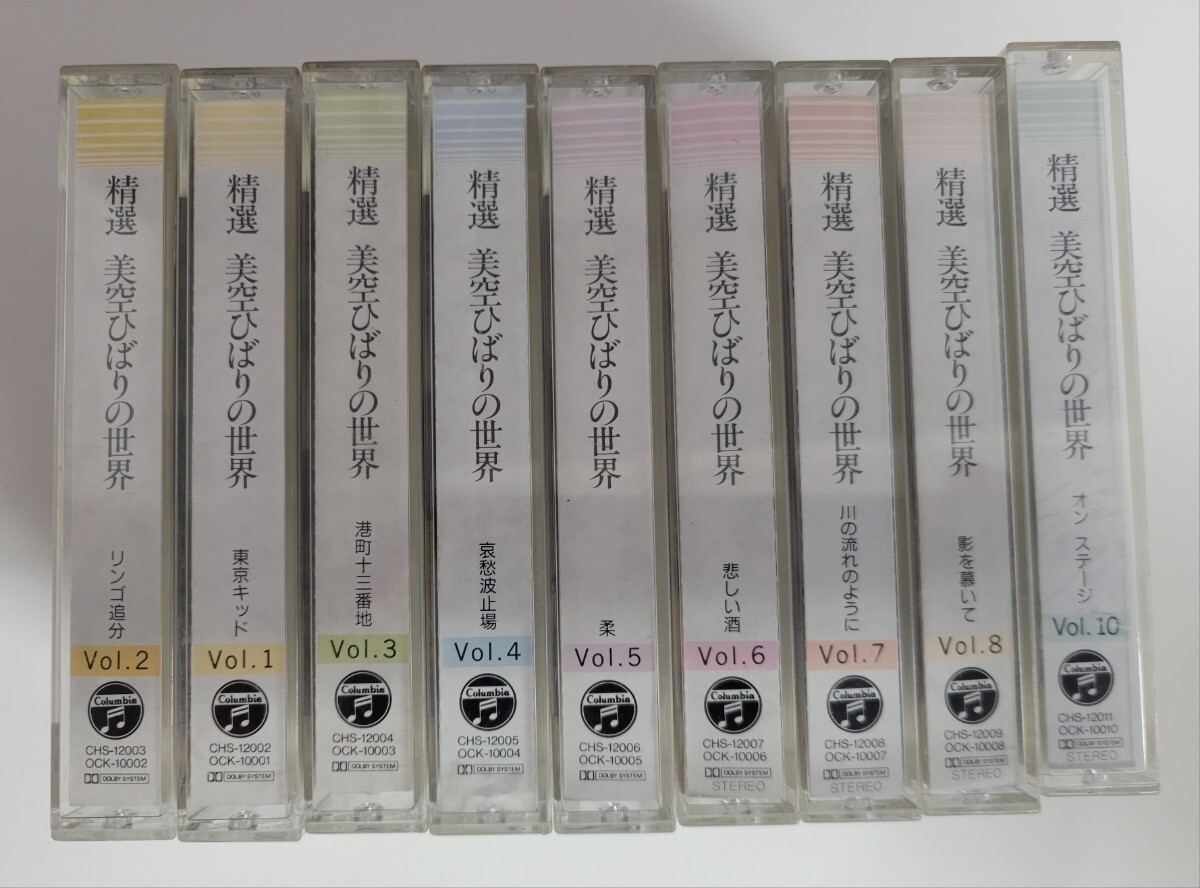 精選 美空ひばりの世界
リンゴ追分
Vol.2
Columbia
CHS-12003
OCK-10002
DOLBY SYSTEM
精選 美空ひばりの世界
東京キッド
Vol.1
Columbia
CHS-12002
OCK-10001
DOLBY SYSTEM
精選 美空ひばりの世界
港町十三番地
Vol.3
Columbia
CHS-12004
OCK-10003
DOLBY SYSTEM
精選 美空ひばりの世界
哀愁波止場
Vol.4
Columbia
CHS-12005
OCK-10004
DOLBY SYSTEM
精選 美空ひばりの世界
柔
Vol.5
Columbia
CHS-12006
OCK-10005
DOLBY SYSTEM
精選 美空ひばりの世界
悲しい酒
Vol.6
Columbia
CHS-12007
OCK-10006
DOLBY SYSTEM
STEREO
精選 美空ひばりの世界
川の流れのように
Vol.7
Columbia
CHS-12008
OCK-10007
DOLBY SYSTEM
STEREO
精選 美空ひばりの世界
影を慕いて
Vol.8
Columbia
CHS-12009
OCK-10008
DOLBY SYSTEM
STEREO
精選 美空ひばりの世界
オン ステージ
Vol.10
Columbia
CHS-12011
OCK-10010
DOLBY SYSTEM
STEREO